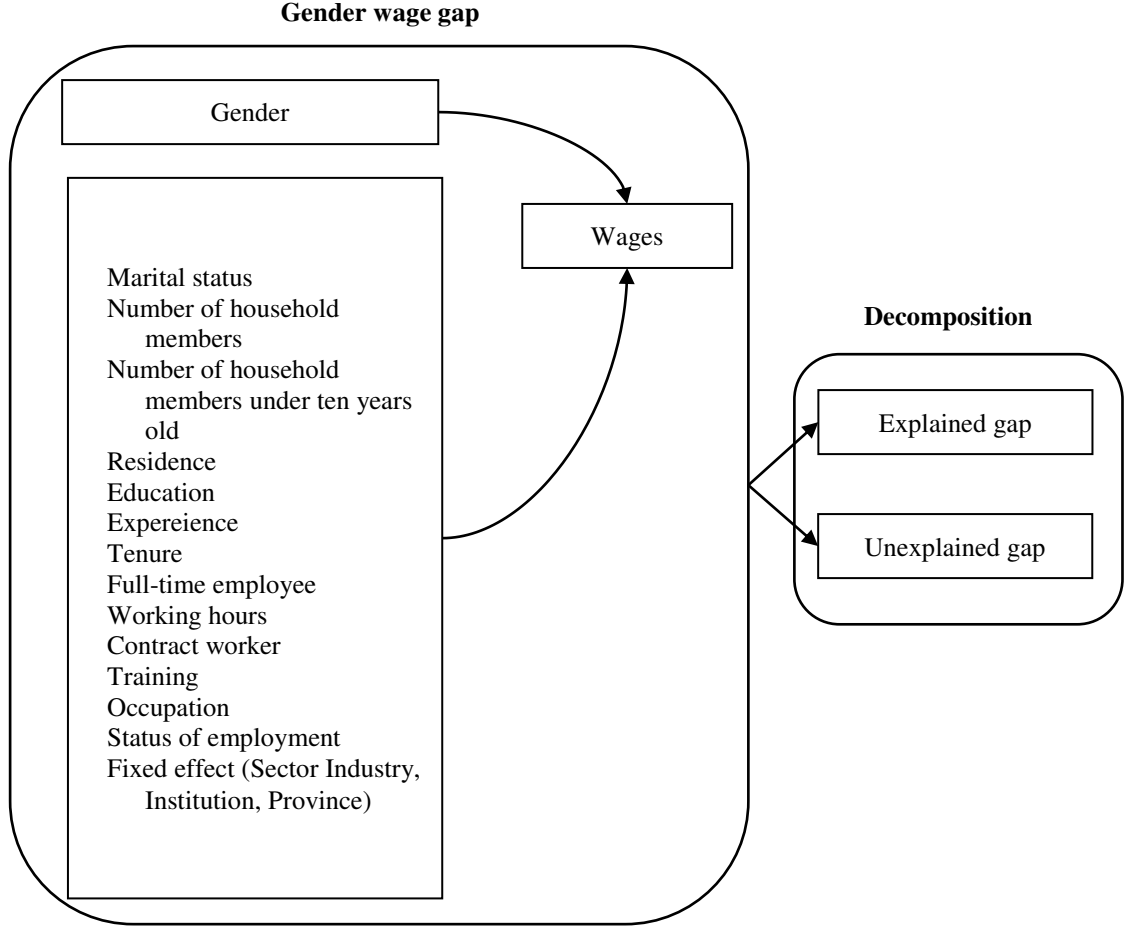 Gender wage gap
Gender
Wages
Marital status
Number of household
members
Number of household
members under ten years
old
Residence
Education
Expereience
Tenure
Full-time employee
Working hours
Contract worker
Training
Occupation
Status of employment
Fixed effect (Sector Industry,
Institution, Province)
Decomposition
Explained gap
Unexplained gap